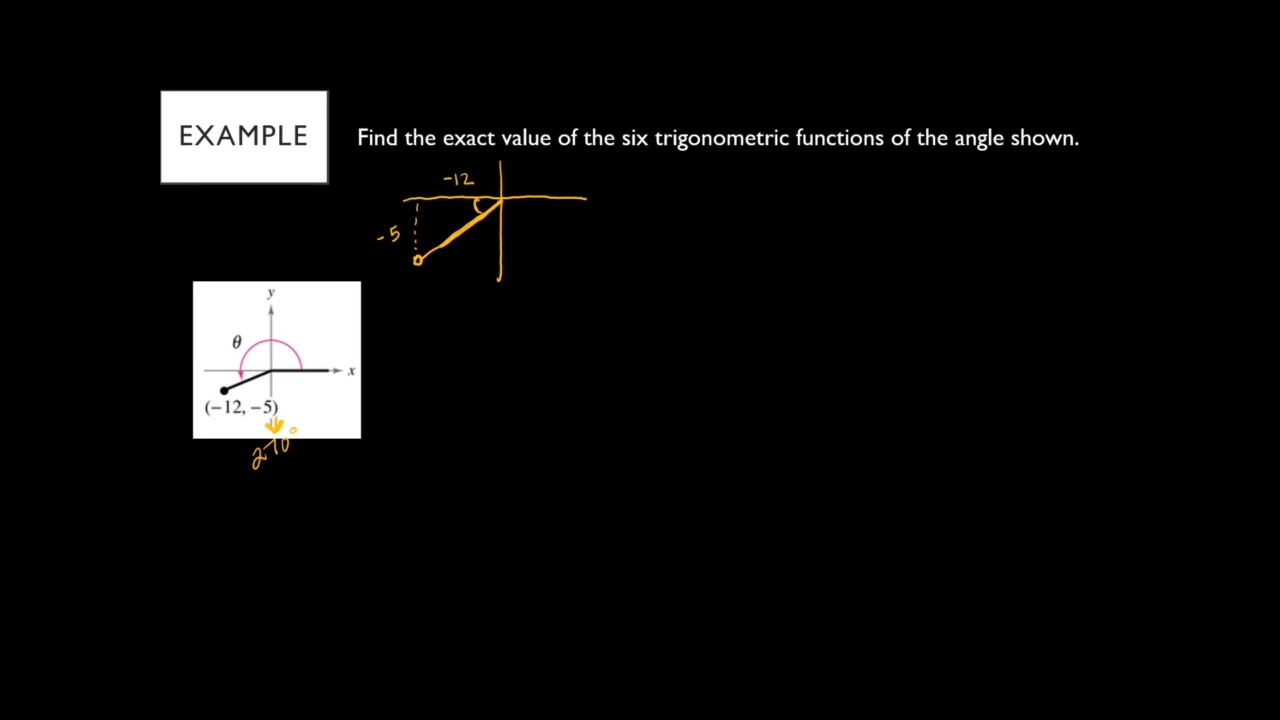 EXAMPLE
Find the exact value of the six trigonometric functions of the angle shown.
-12
-5
y
θ
x
(−12, −5)
270°